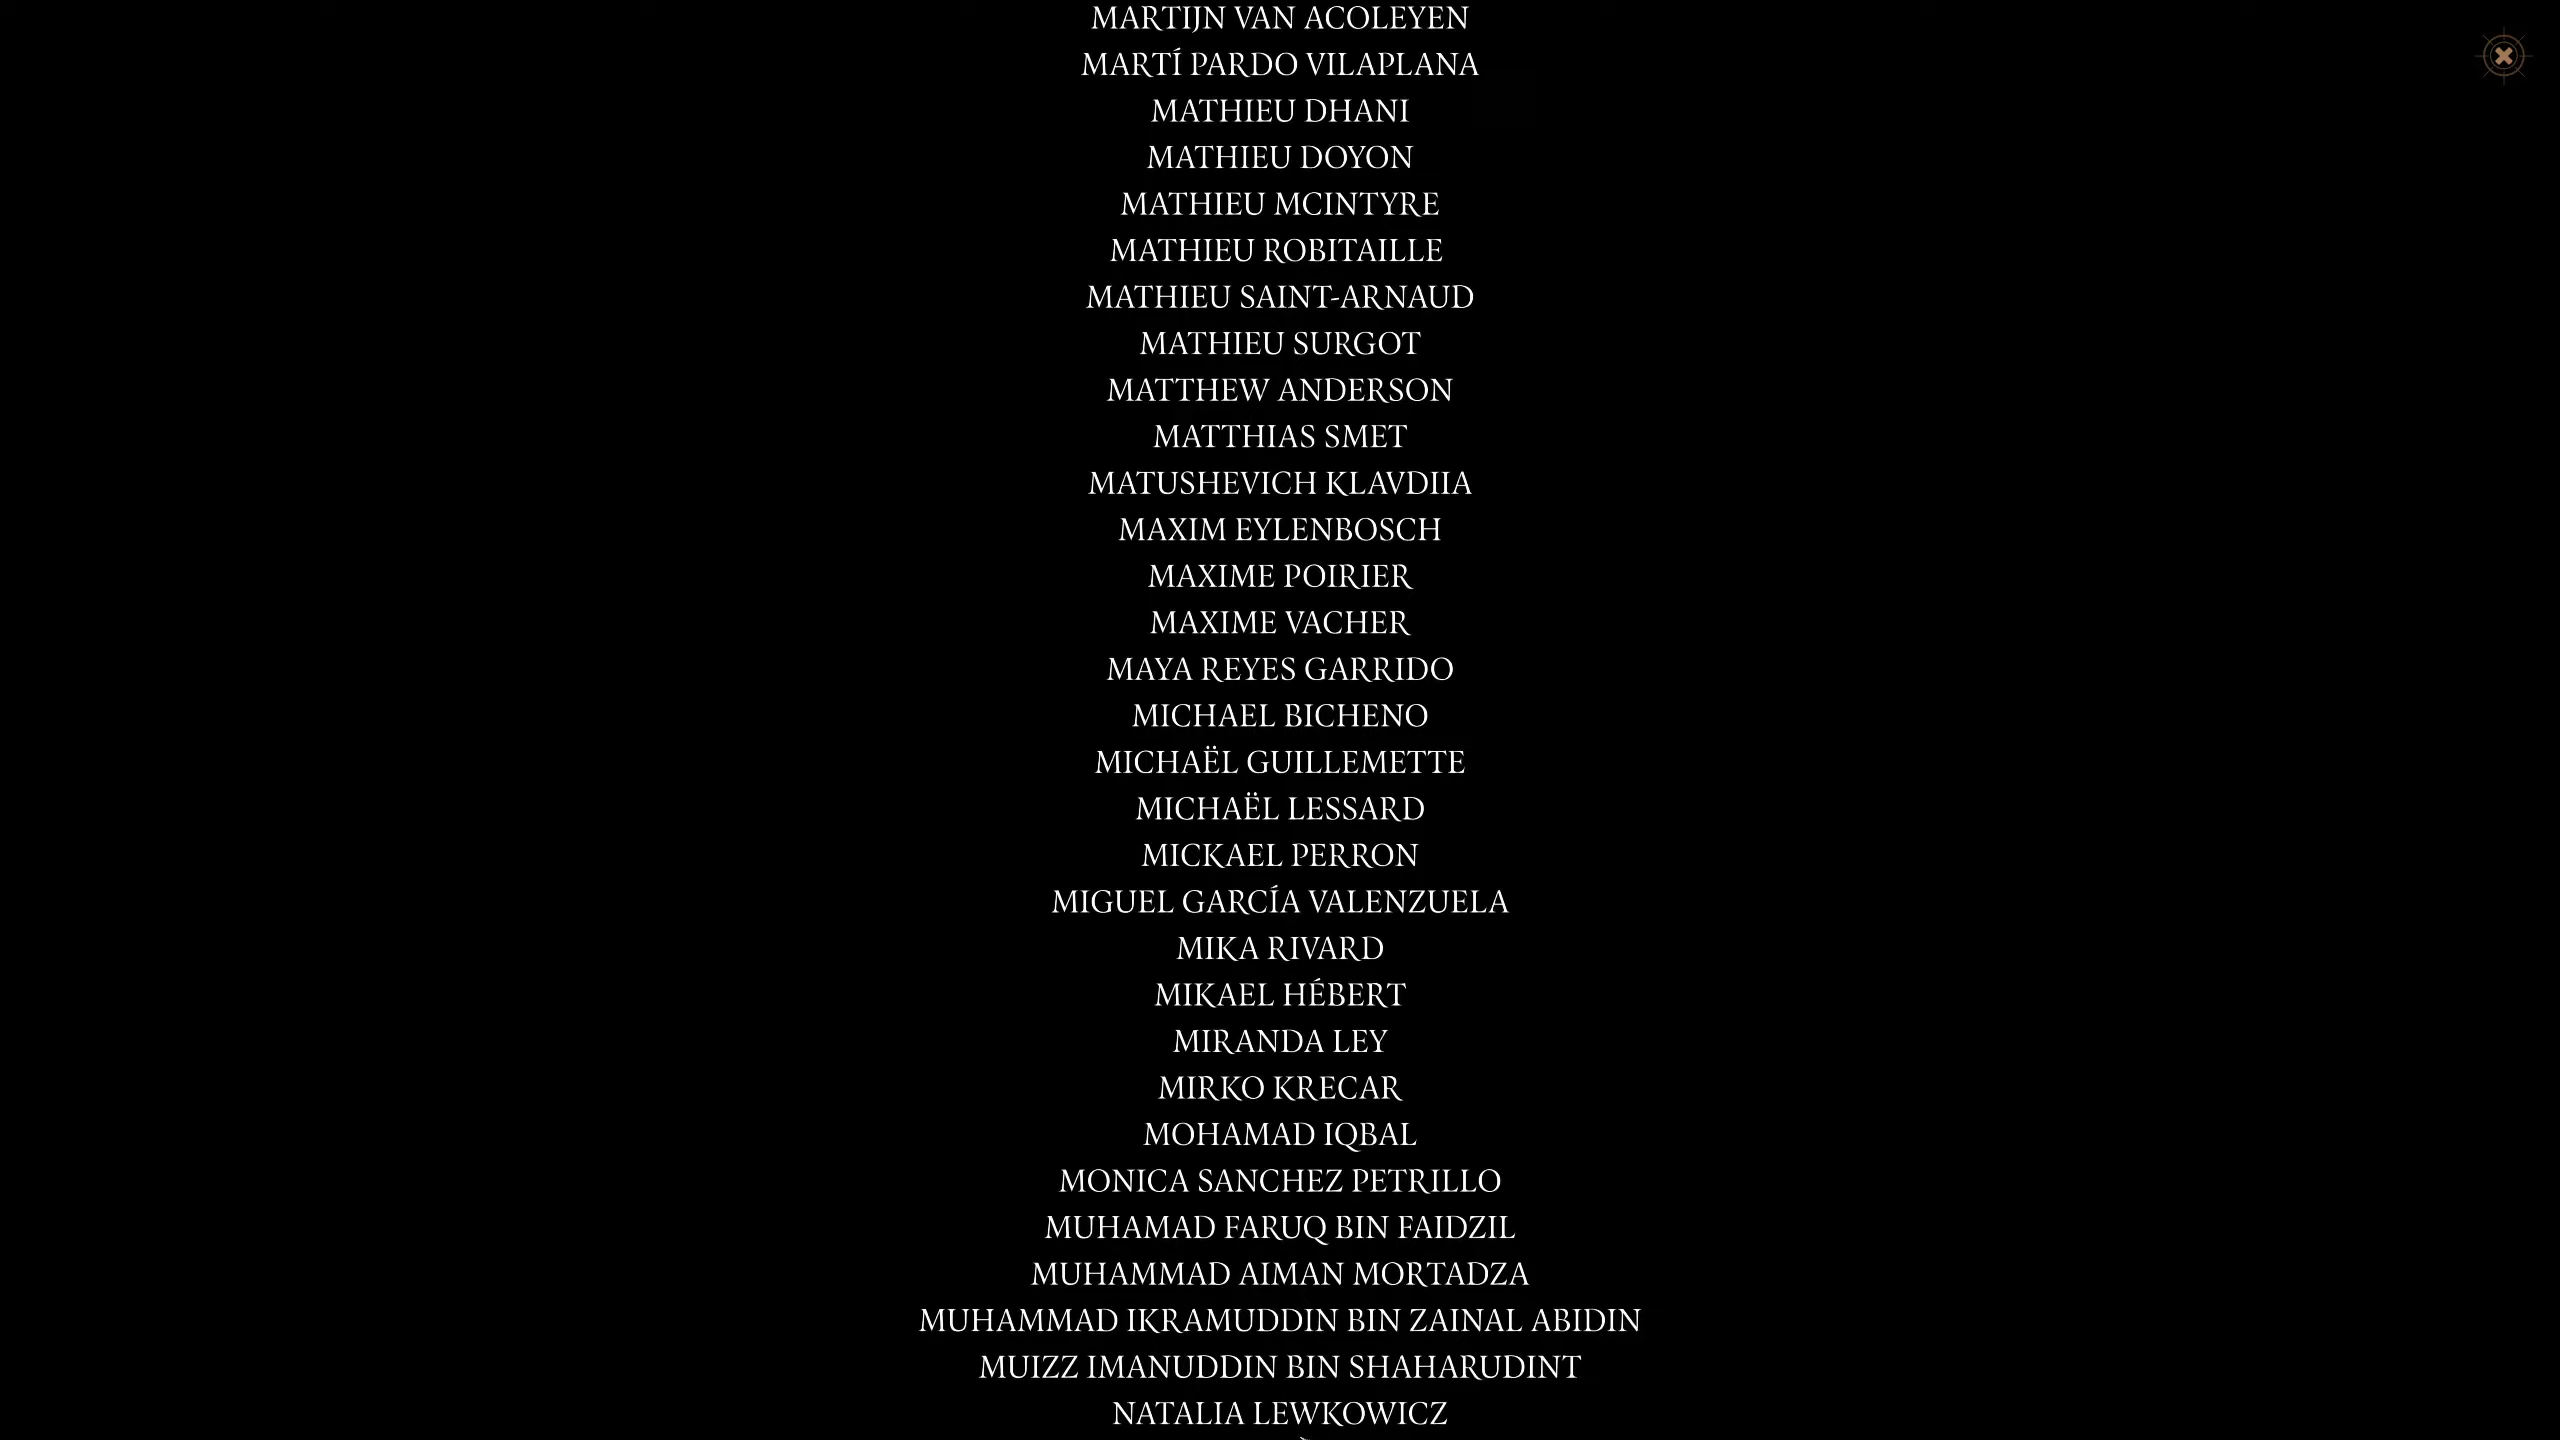 MARTIJN VAN ACOLEYEN
MARTÍ PARDO VILAPLANA
MATHIEU DHANI
MATHIEU DOYON
MATHIEU MCINTYRE
MATHIEU ROBITAILLE
MATHIEU SAINT-ARNAUD
MATHIEU SURGOT
MATTHEW ANDERSON
MATTHIAS SMET
MATUSHEVICH KLAVDIIA
MAXIM EYLENBOSCH
MAXIME POIRIER
MAXIME VACHER
MAYA REYES GARRIDO
MICHAEL BICHENO
MICHAËL GUILLEMETTE
MICHAËL LESSARD
MICKAEL PERRON
MIGUEL GARCÍA VALENZUELA
MIKA RIVARD
MIKAEL HÉBERT
MIRANDA LEY
MIRKO KRECAR
MOHAMAD IQBAL
MONICA SANCHEZ PETRILLO
MUHAMAD FARUQ BIN FAIDZIL
MUHAMMAD AIMAN MORTADZA
MUHAMMAD IKRAMUDDIN BIN ZAINAL ABIDIN
MUIZZ IMANUDDIN BIN SHAHARUDINT
NATALIA LEWKOWICZ